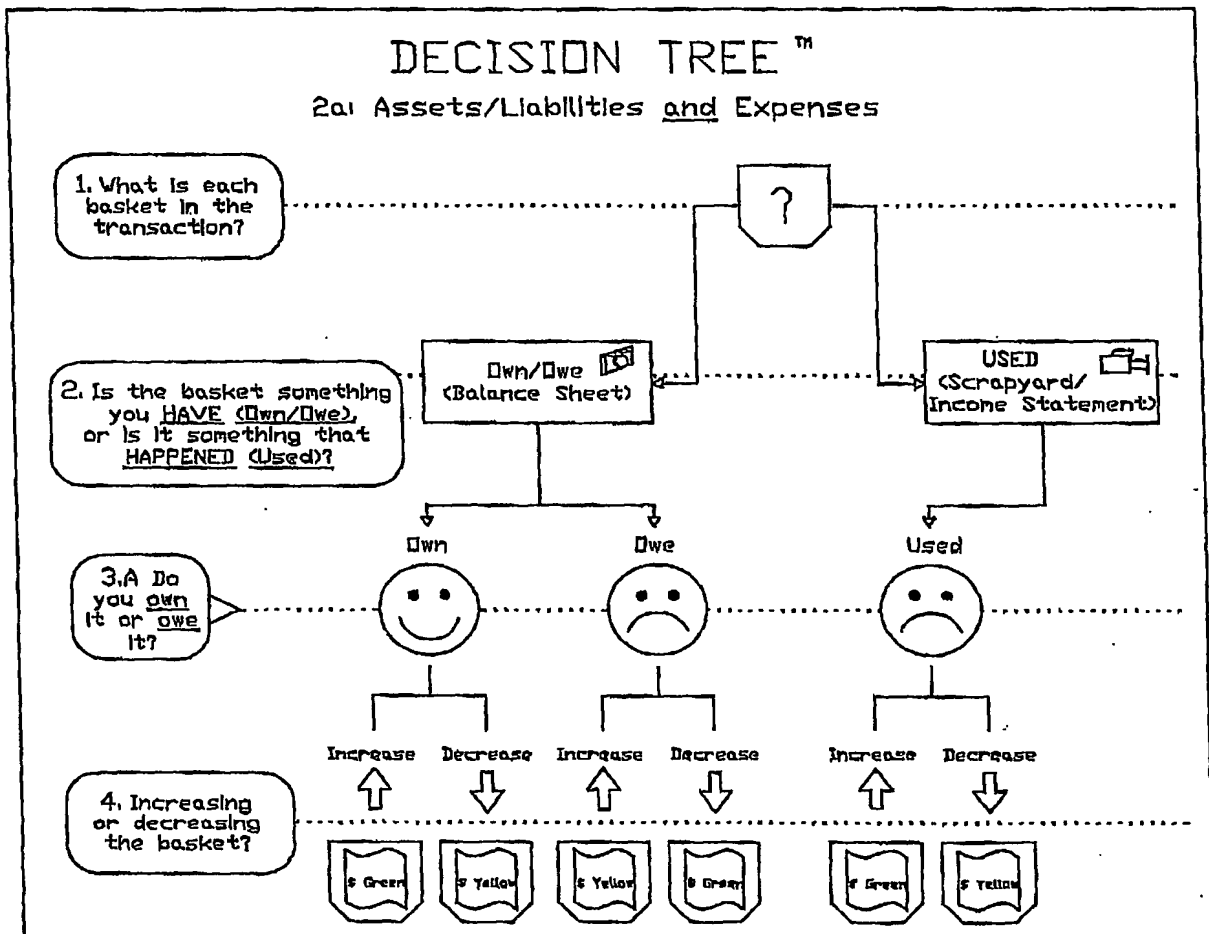 DECISION TREE™
2a: Assets/Liabilities and Expenses
1. What is each
basket in the
transaction?
?
2. Is the basket something
you HAVE (Own/Owe),
or is it something that
HAPPENED (Used)?
Own/Owe
(Balance Sheet)
USED
(Scrapyard/
Income Statement)
Own
Owe
Used
3.A Do
you own
it or owe
it?
Increase
Decrease
Increase
Decrease
Increase
Decrease
4. Increasing
or decreasing
the basket?
$ Green
$ Yellow
$ Yellow
$ Green
$ Green
$ Yellow